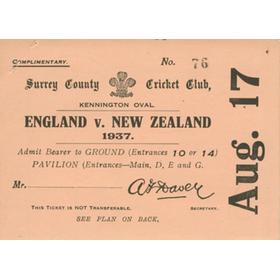 COMPLIMENTARY.
No. 76
Surrey County Cricket Club,
KENNINGTON OVAL.
ENGLAND v. NEW ZEALAND
1937.
Admit Bearer to GROUND (Entrances 10 or 14)
PAVILION (Entrances—Main, D, E and G.
Mr.
THIS TICKET IS NOT TRANSFERABLE.
SECRETARY.
SEE PLAN ON BACK.
Aug. 17